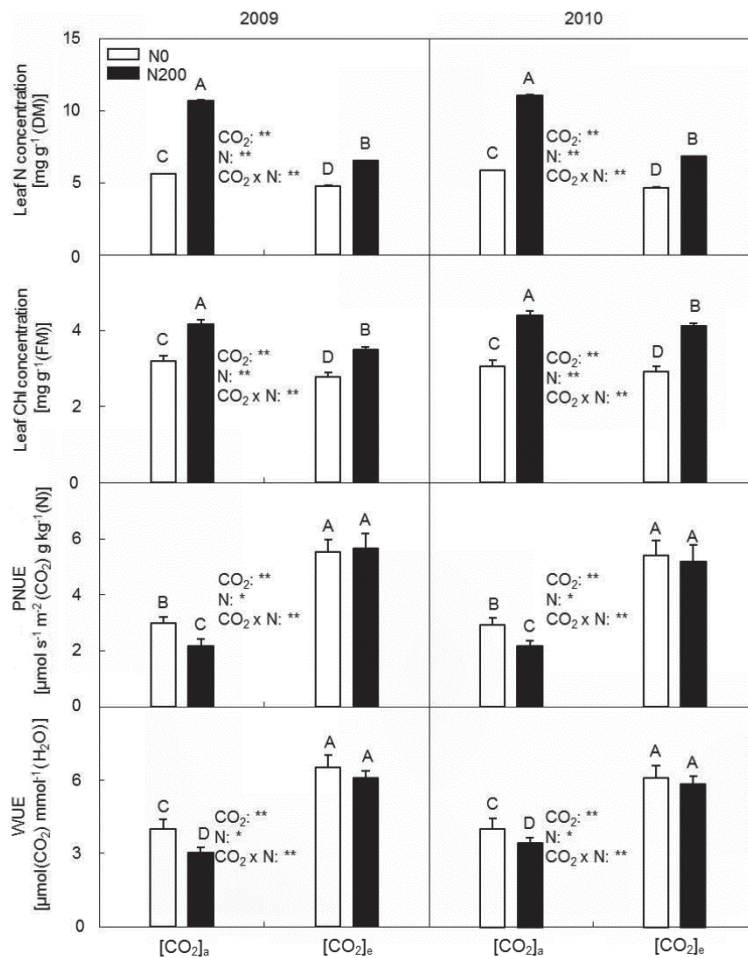 2009 2010
Leaf N concentration
[mg g⁻¹ (DM)]
15
10
5
0
N0
N200
C A D B
CO₂: **
N: **
CO₂ x N: **
C A D B
CO₂: **
N: **
CO₂ x N: **
Leaf Chl concentration
[mg g⁻¹(FM)]
4
2
0
C A D B
CO₂: **
N: **
CO₂ x N: **
C A D B
CO₂: **
N: **
CO₂ x N: **
PNUE
[µmol s⁻¹ m⁻² (CO₂) g kg⁻¹(N)]
6
4
2
0
B C A A
CO₂: **
N: *
CO₂ x N: **
B C A A
CO₂: **
N: *
CO₂ x N: **
WUE
[µmol(CO₂) mmol⁻¹ (H₂O)]
6
3
0
C D A A
CO₂: **
N: *
CO₂ x N: **
C D A A
CO₂: **
N: *
CO₂ x N: **
[CO₂]ₐ [CO₂]ₑ [CO₂]ₐ [CO₂]ₑ